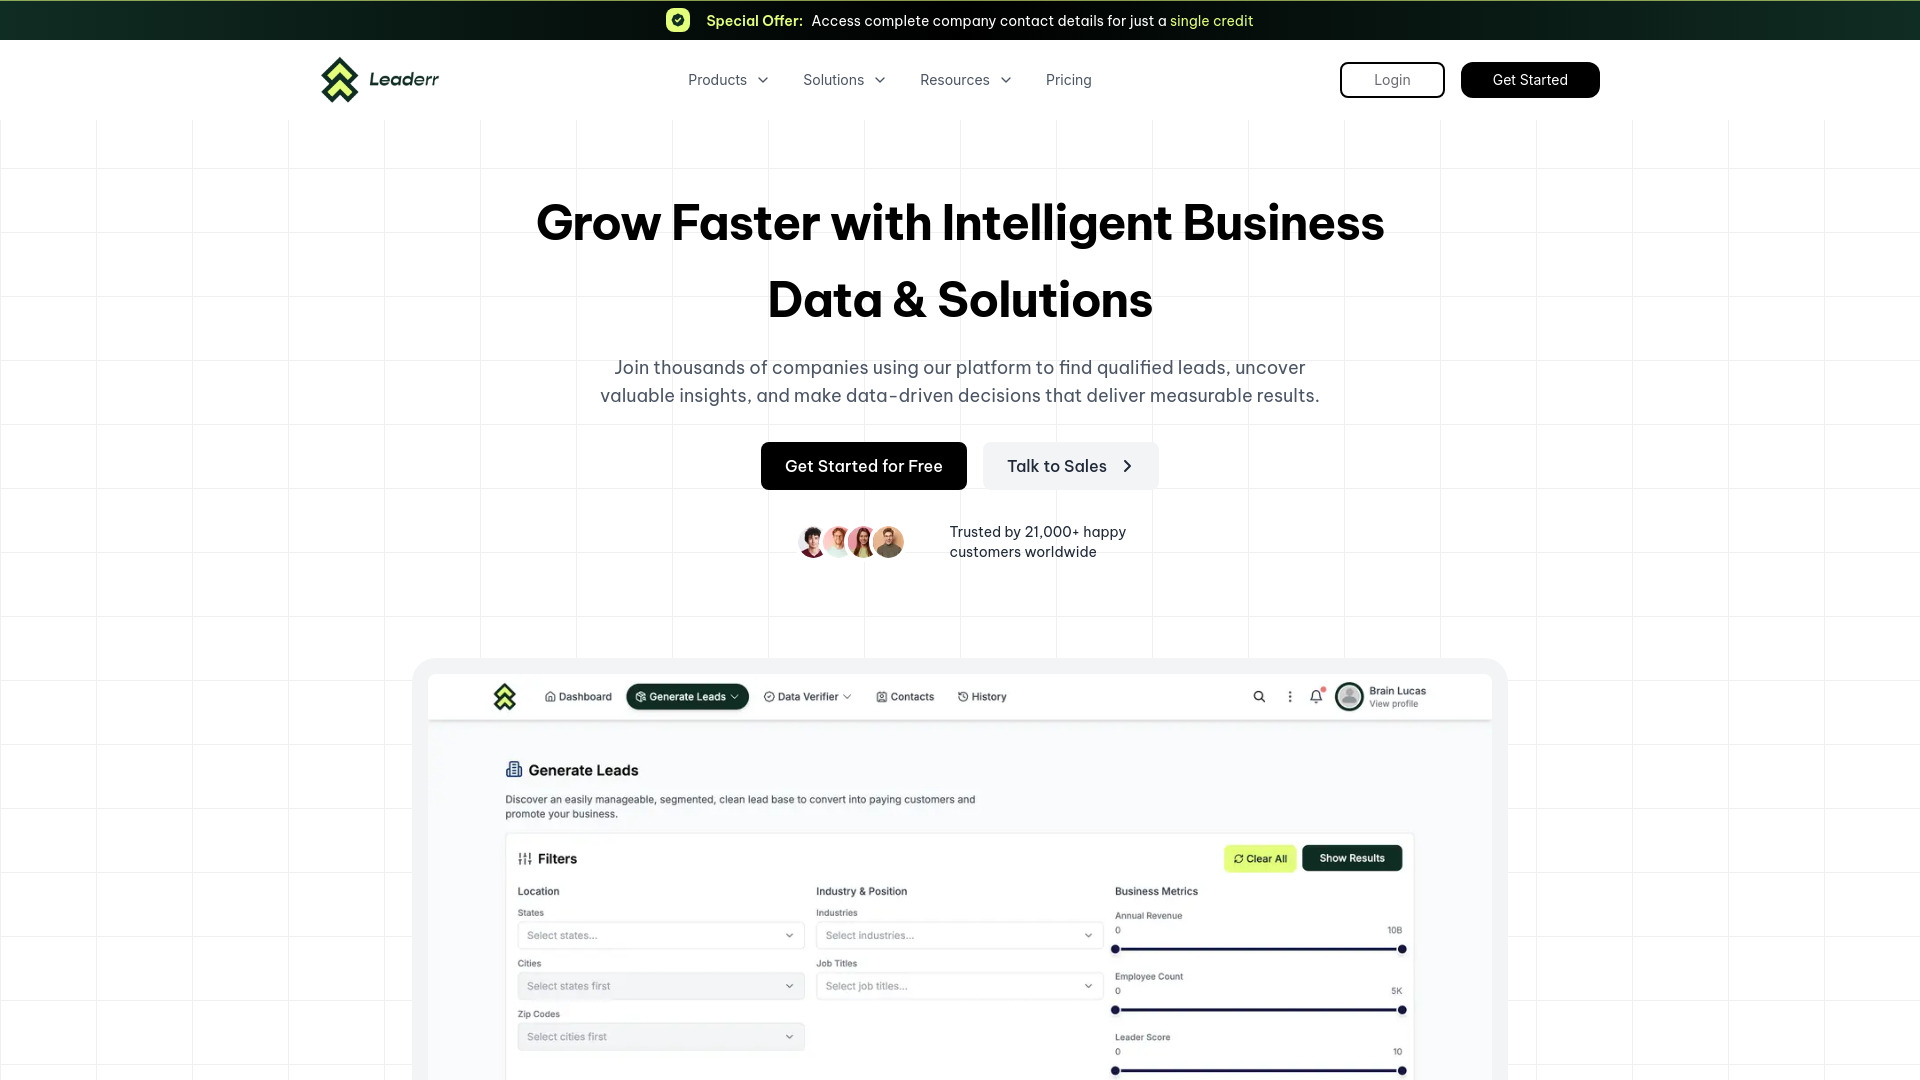 Special Offer: Access complete company contact details for just a single credit
Leaderr
Products
Solutions
Resources
Pricing
Login
Get Started
Grow Faster with Intelligent Business
Data & Solutions
Join thousands of companies using our platform to find qualified leads, uncover
valuable insights, and make data-driven decisions that deliver measurable results.
Get Started for Free
Talk to Sales
Trusted by 21,000+ happy
customers worldwide
Dashboard
Generate Leads
Data Verifier
Contacts
History
Brain Lucas
View profile
Generate Leads
Discover an easily manageable, segmented, clean lead base to convert into paying customers and
promote your business.
Filters
Clear All
Show Results
Location
States
Select states...
Cities
Select states first
Zip Codes
Select cities first
Industry & Position
Industries
Select industries...
Job Titles
Select job titles...
Business Metrics
Annual Revenue
0
10B
Employee Count
0
5K
Leader Score
0
10